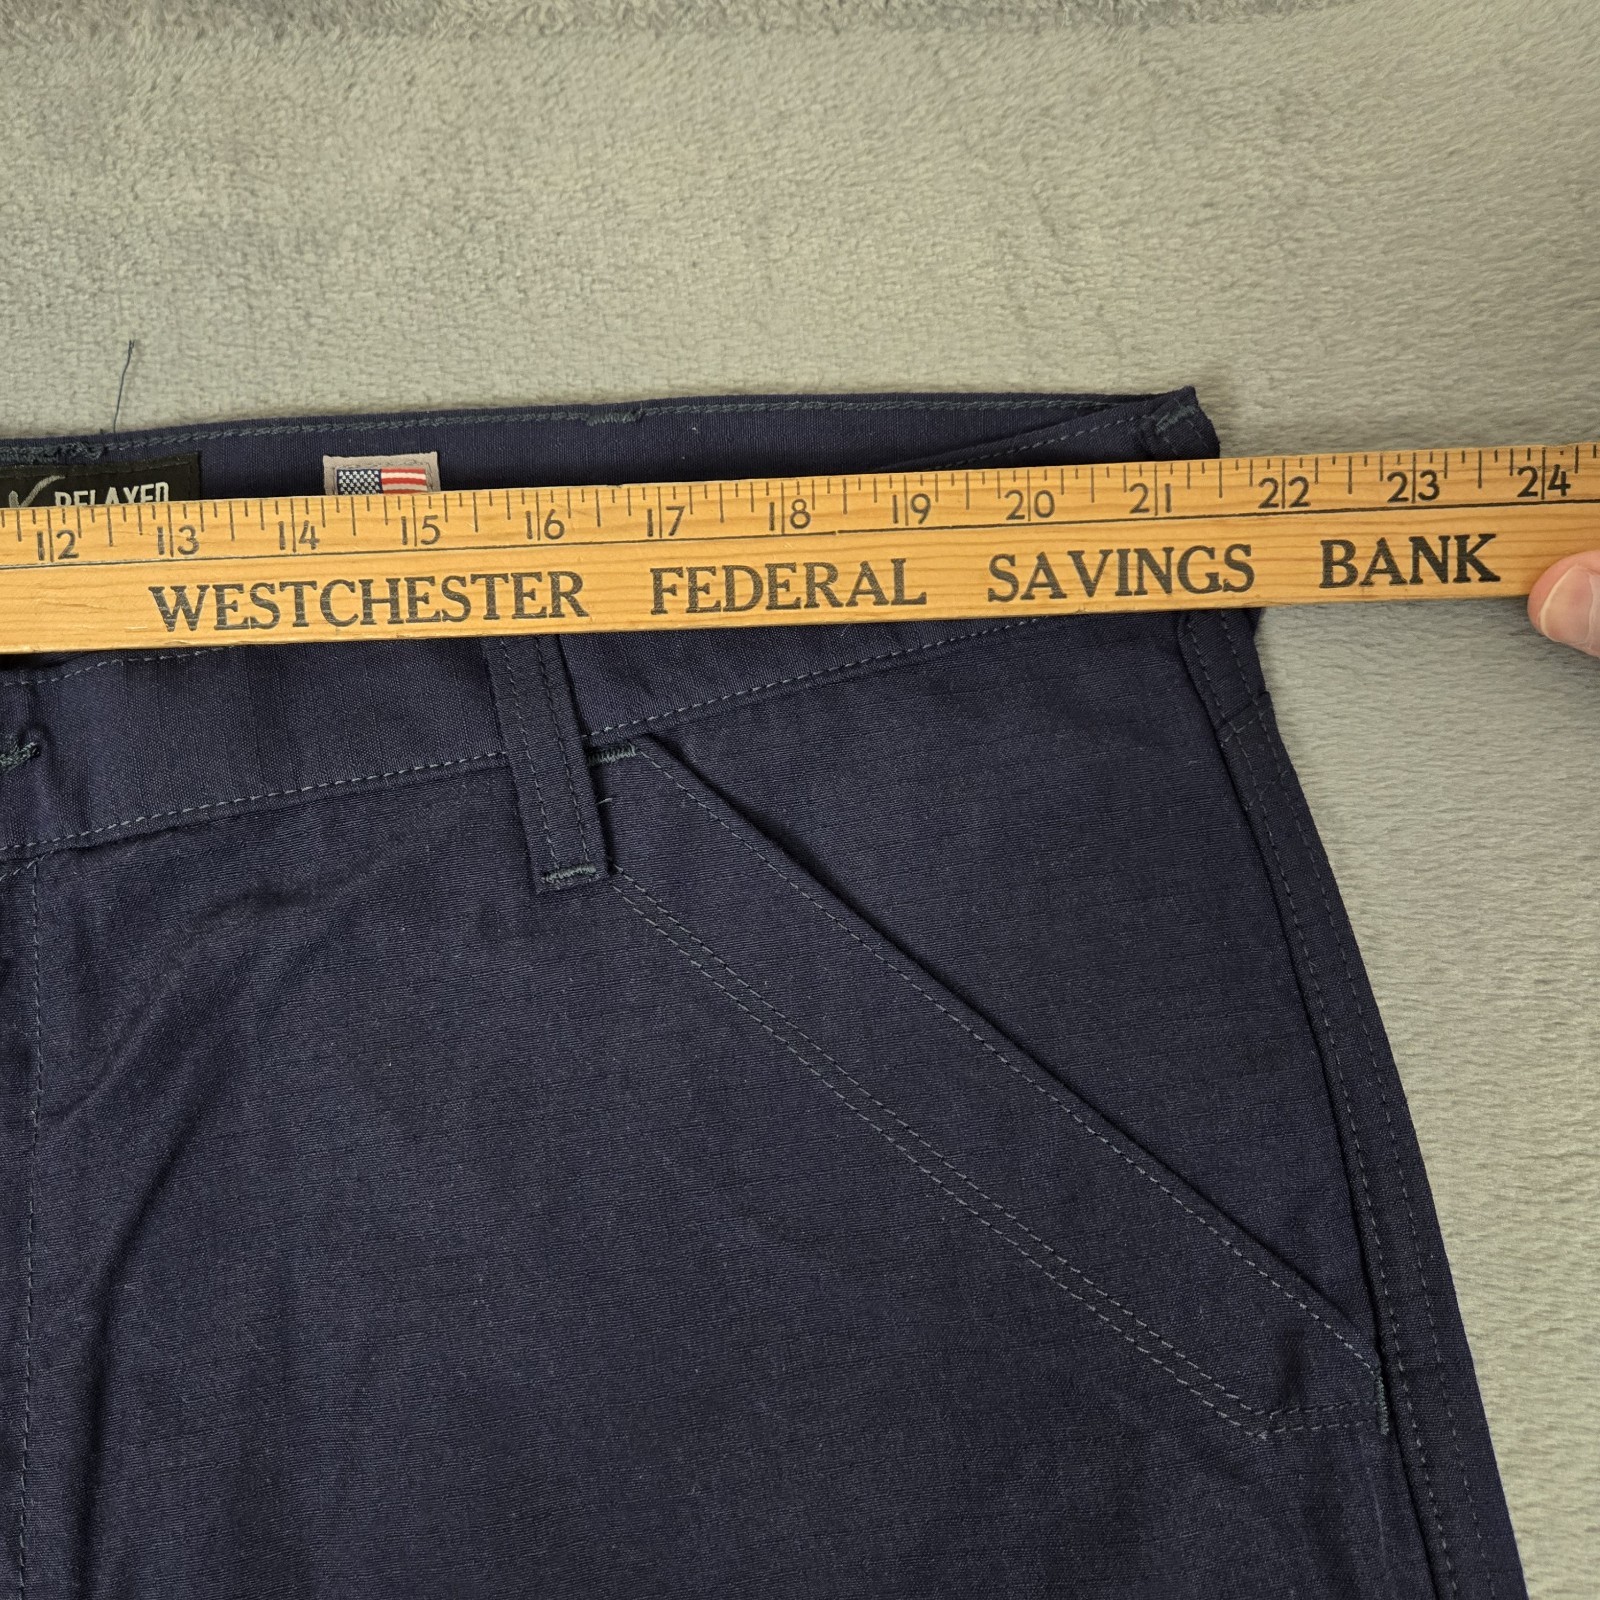 RELAXED
12 13 14 15 16 17 18 19 20 21 22 23 24
WESTCHESTER FEDERAL SAVINGS BANK